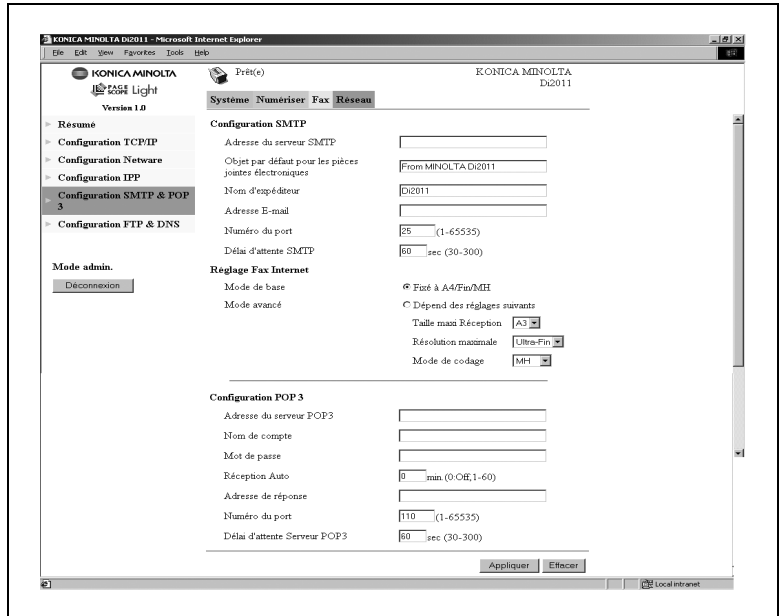 KONICA MINOLTA Di2011 - Microsoft Internet Explorer
File Edit View Favorites Tools Help
KONICA MINOLTA
PAGE SCOPE Light
Version 1.0
Prêt(e)
KONICA MINOLTA
Di2011
Système Numériser Fax Réseau
Résumé
Configuration TCP/IP
Configuration Netware
Configuration IPP
Configuration SMTP & POP
3
Configuration FTP & DNS
Mode admin.
Déconnexion
Configuration SMTP
Adresse du serveur SMTP
Objet par défaut pour les pièces
jointes électroniques
From MINOLTA Di2011
Nom d'expéditeur Di2011
Adresse E-mail
Numéro du port 25 (1-65535)
Délai d'attente SMTP 60 sec (30-300)
Réglage Fax Internet
Mode de base Fixé à A4/Fin/MH
Mode avancé Dépend des réglages suivants
Taille maxi Réception A3
Résolution maximale Ultra-Fin
Mode de codage MH
Configuration POP 3
Adresse du serveur POP3
Nom de compte
Mot de passe
Réception Auto 0 min.(0:Off,1-60)
Adresse de réponse
Numéro du port 110 (1-65535)
Délai d'attente Serveur POP3 60 sec (30-300)
Appliquer Effacer
Local intranet